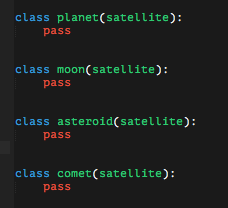 class planet(satellite):
    pass
class moon(satellite):
    pass
class asteroid(satellite):
    pass
class comet(satellite):
    pass